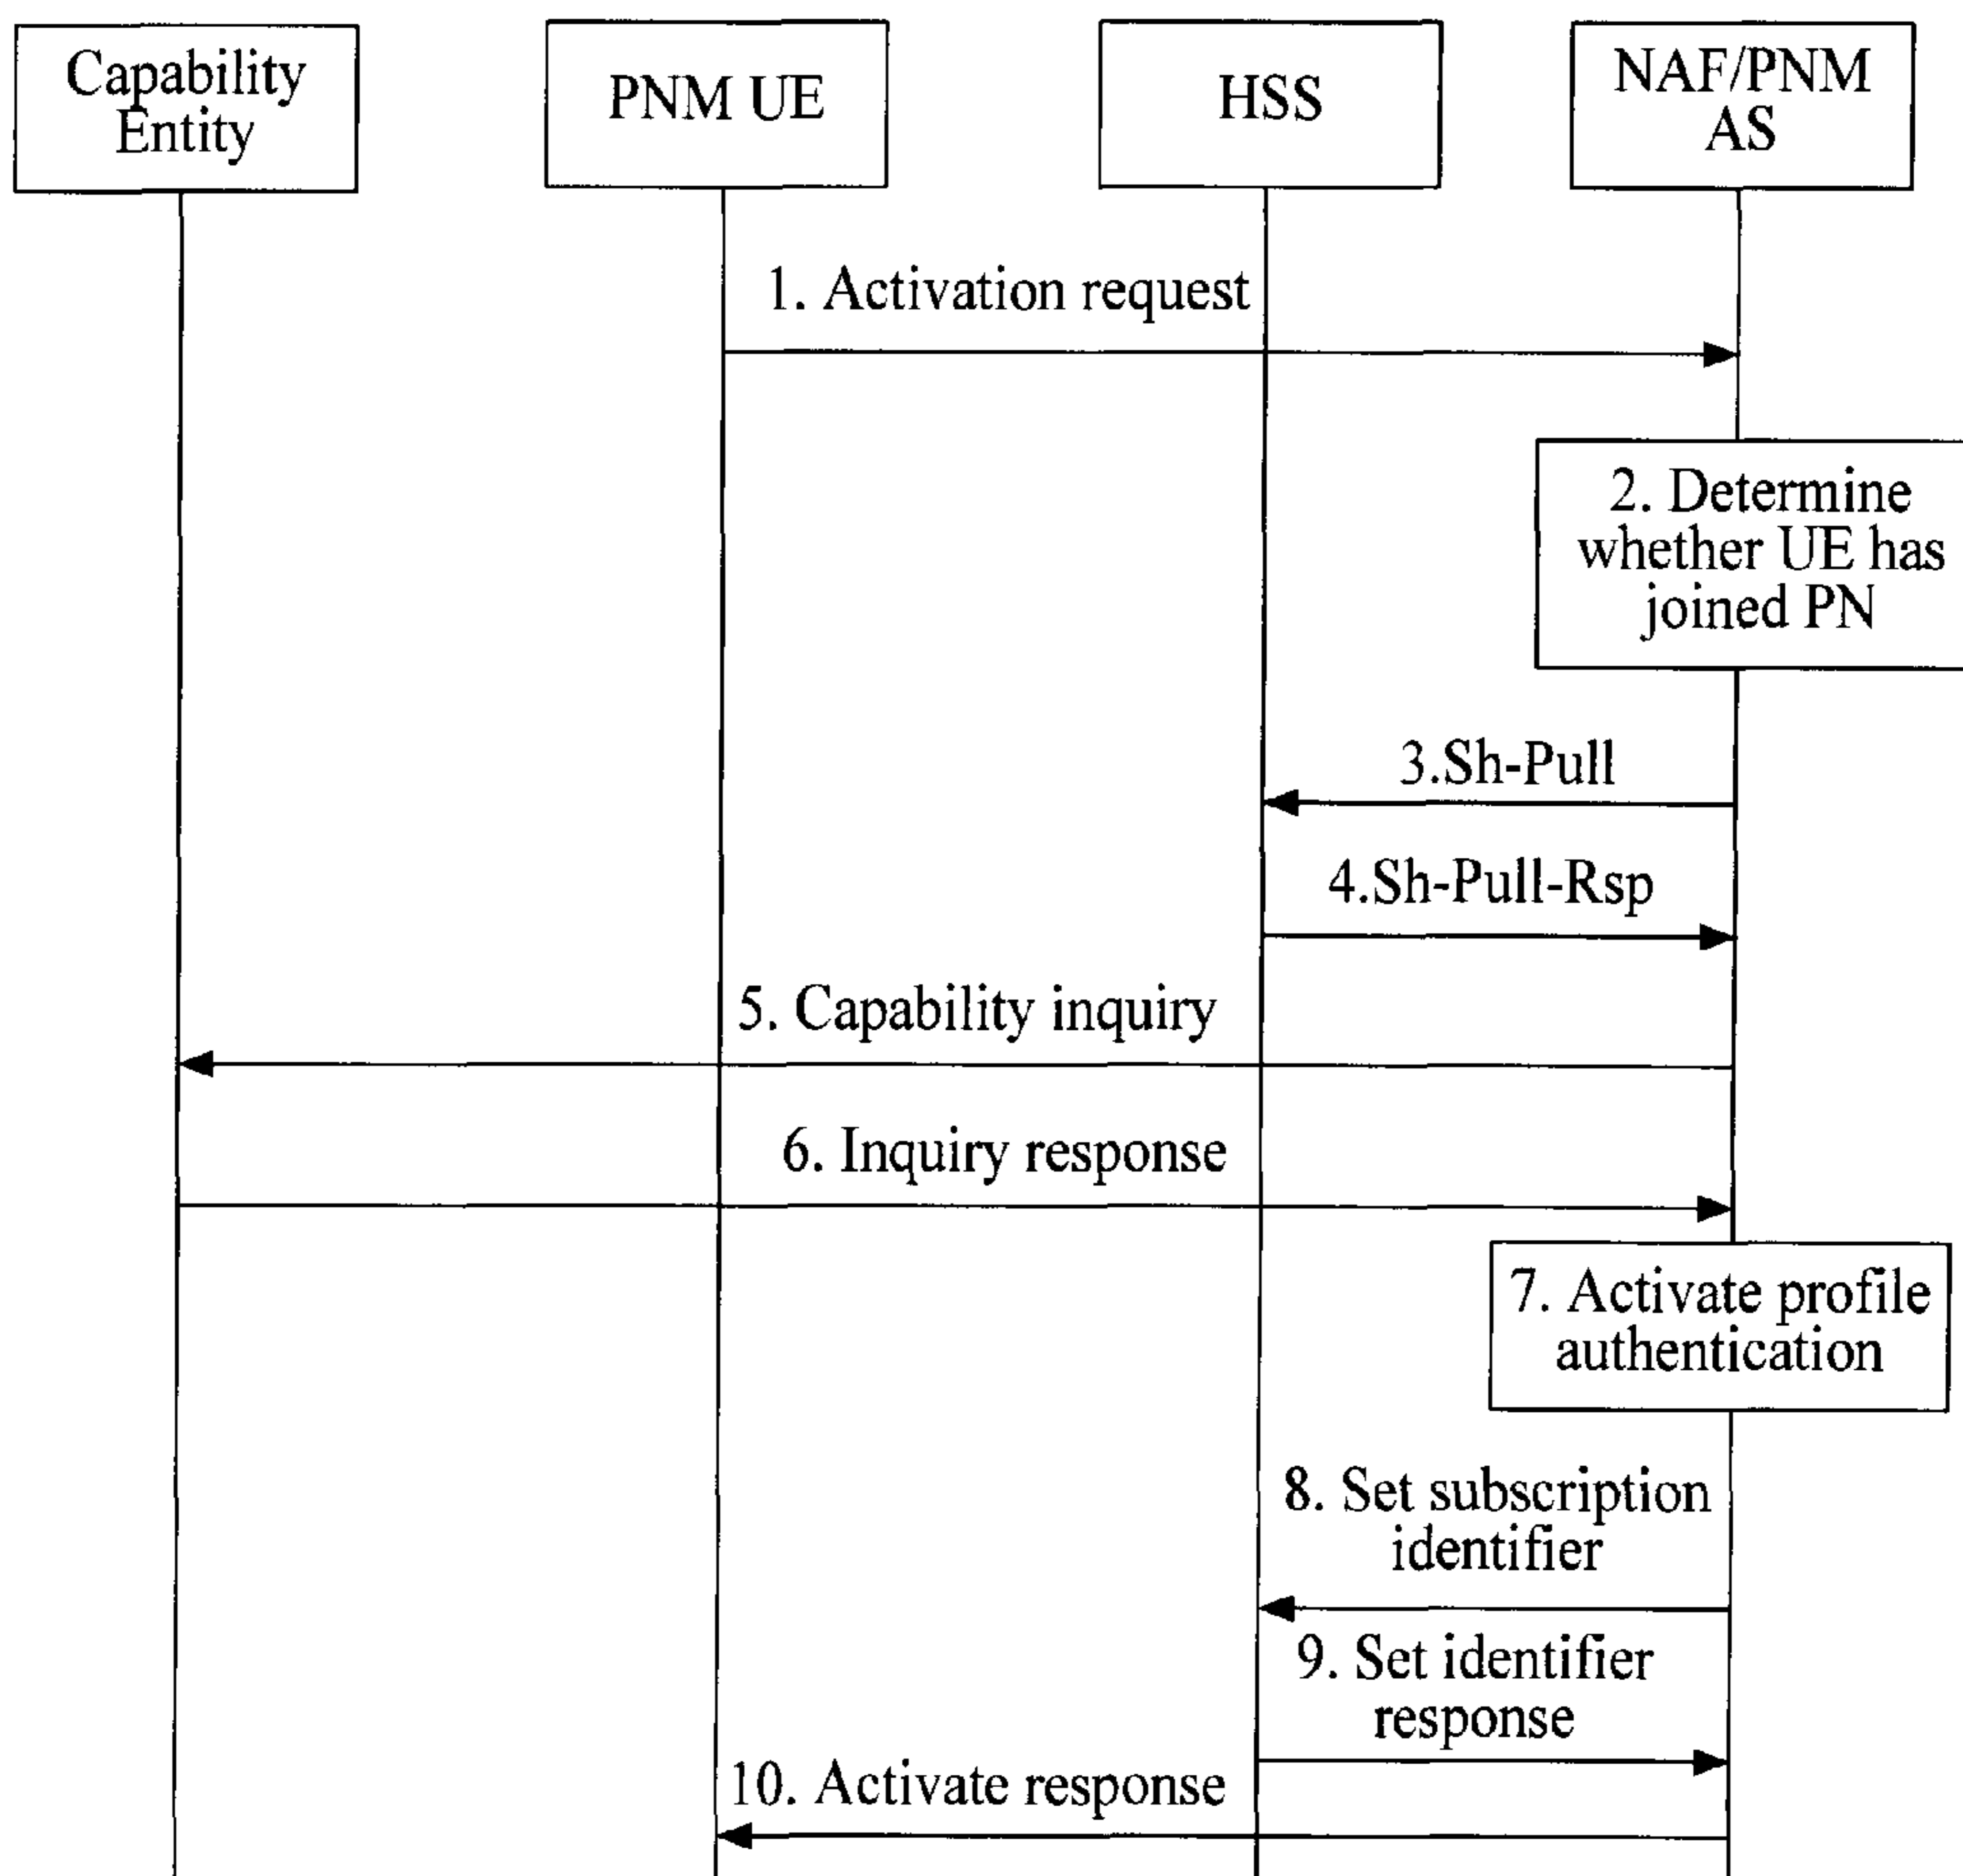 Capability
Entity
PNM UE
HSS
NAF/PNM
AS
1. Activation request
2. Determine
whether UE has
joined PN
3.Sh-Pull
4.Sh-Pull-Rsp
5. Capability inquiry
6. Inquiry response
7. Activate profile
authentication
8. Set subscription
identifier
9. Set identifier
response
10. Activate response